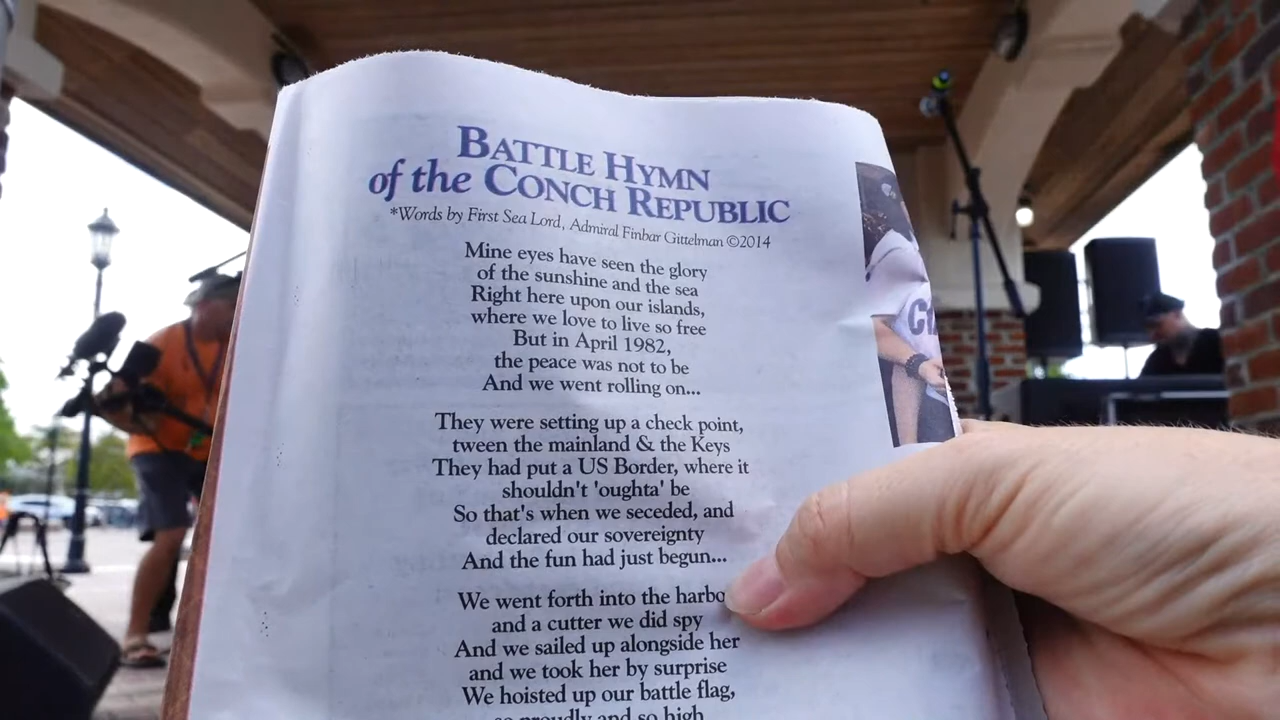 BATTLE HYMN
of the CONCH REPUBLIC
*Words by First Sea Lord, Admiral Finbar Gittelman ©2014
Mine eyes have seen the glory
of the sunshine and the sea
Right here upon our islands,
where we love to live so free
But in April 1982,
the peace was not to be
And we went rolling on...
They were setting up a check point,
tween the mainland & the Keys
They had put a US Border, where it
shouldn't 'oughta' be
So that's when we seceded, and
declared our sovereignty
And the fun had just begun...
We went forth into the harbo
and a cutter we did spy
And we sailed up alongside her
and we took her by surprise
We hoisted up our battle flag,
so proudly and so high